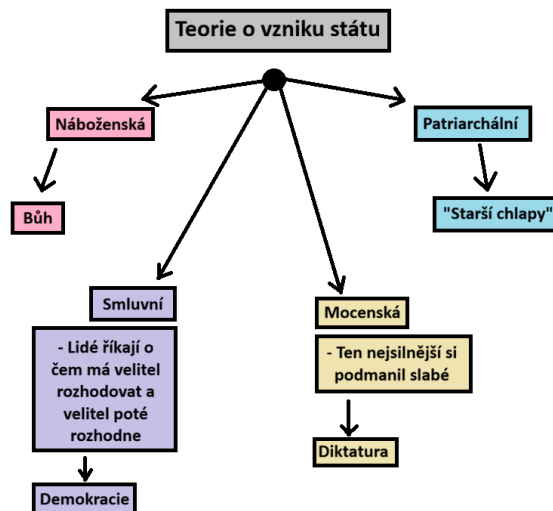 Teorie o vzniku státu
Náboženská
Patriarchální
Bůh
"Starší chlapy"
Smluvní
- Lidé říkají o
čem má velitel
rozhodovat a
velitel poté
rozhodne
Demokracie
Mocenská
- Ten nejsilnější si
podmanil slabé
Diktatura